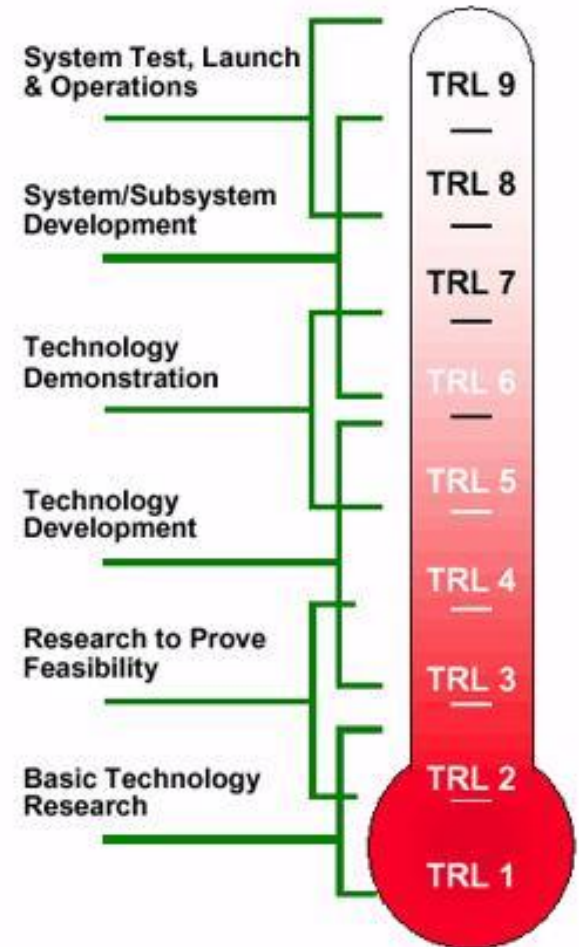 System Test, Launch
& Operations
System/Subsystem
Development
Technology
Demonstration
Technology
Development
Research to Prove
Feasibility
Basic Technology
Research
TRL 9
TRL 8
TRL 7
TRL 6
TRL 5
TRL 4
TRL 3
TRL 2
TRL 1